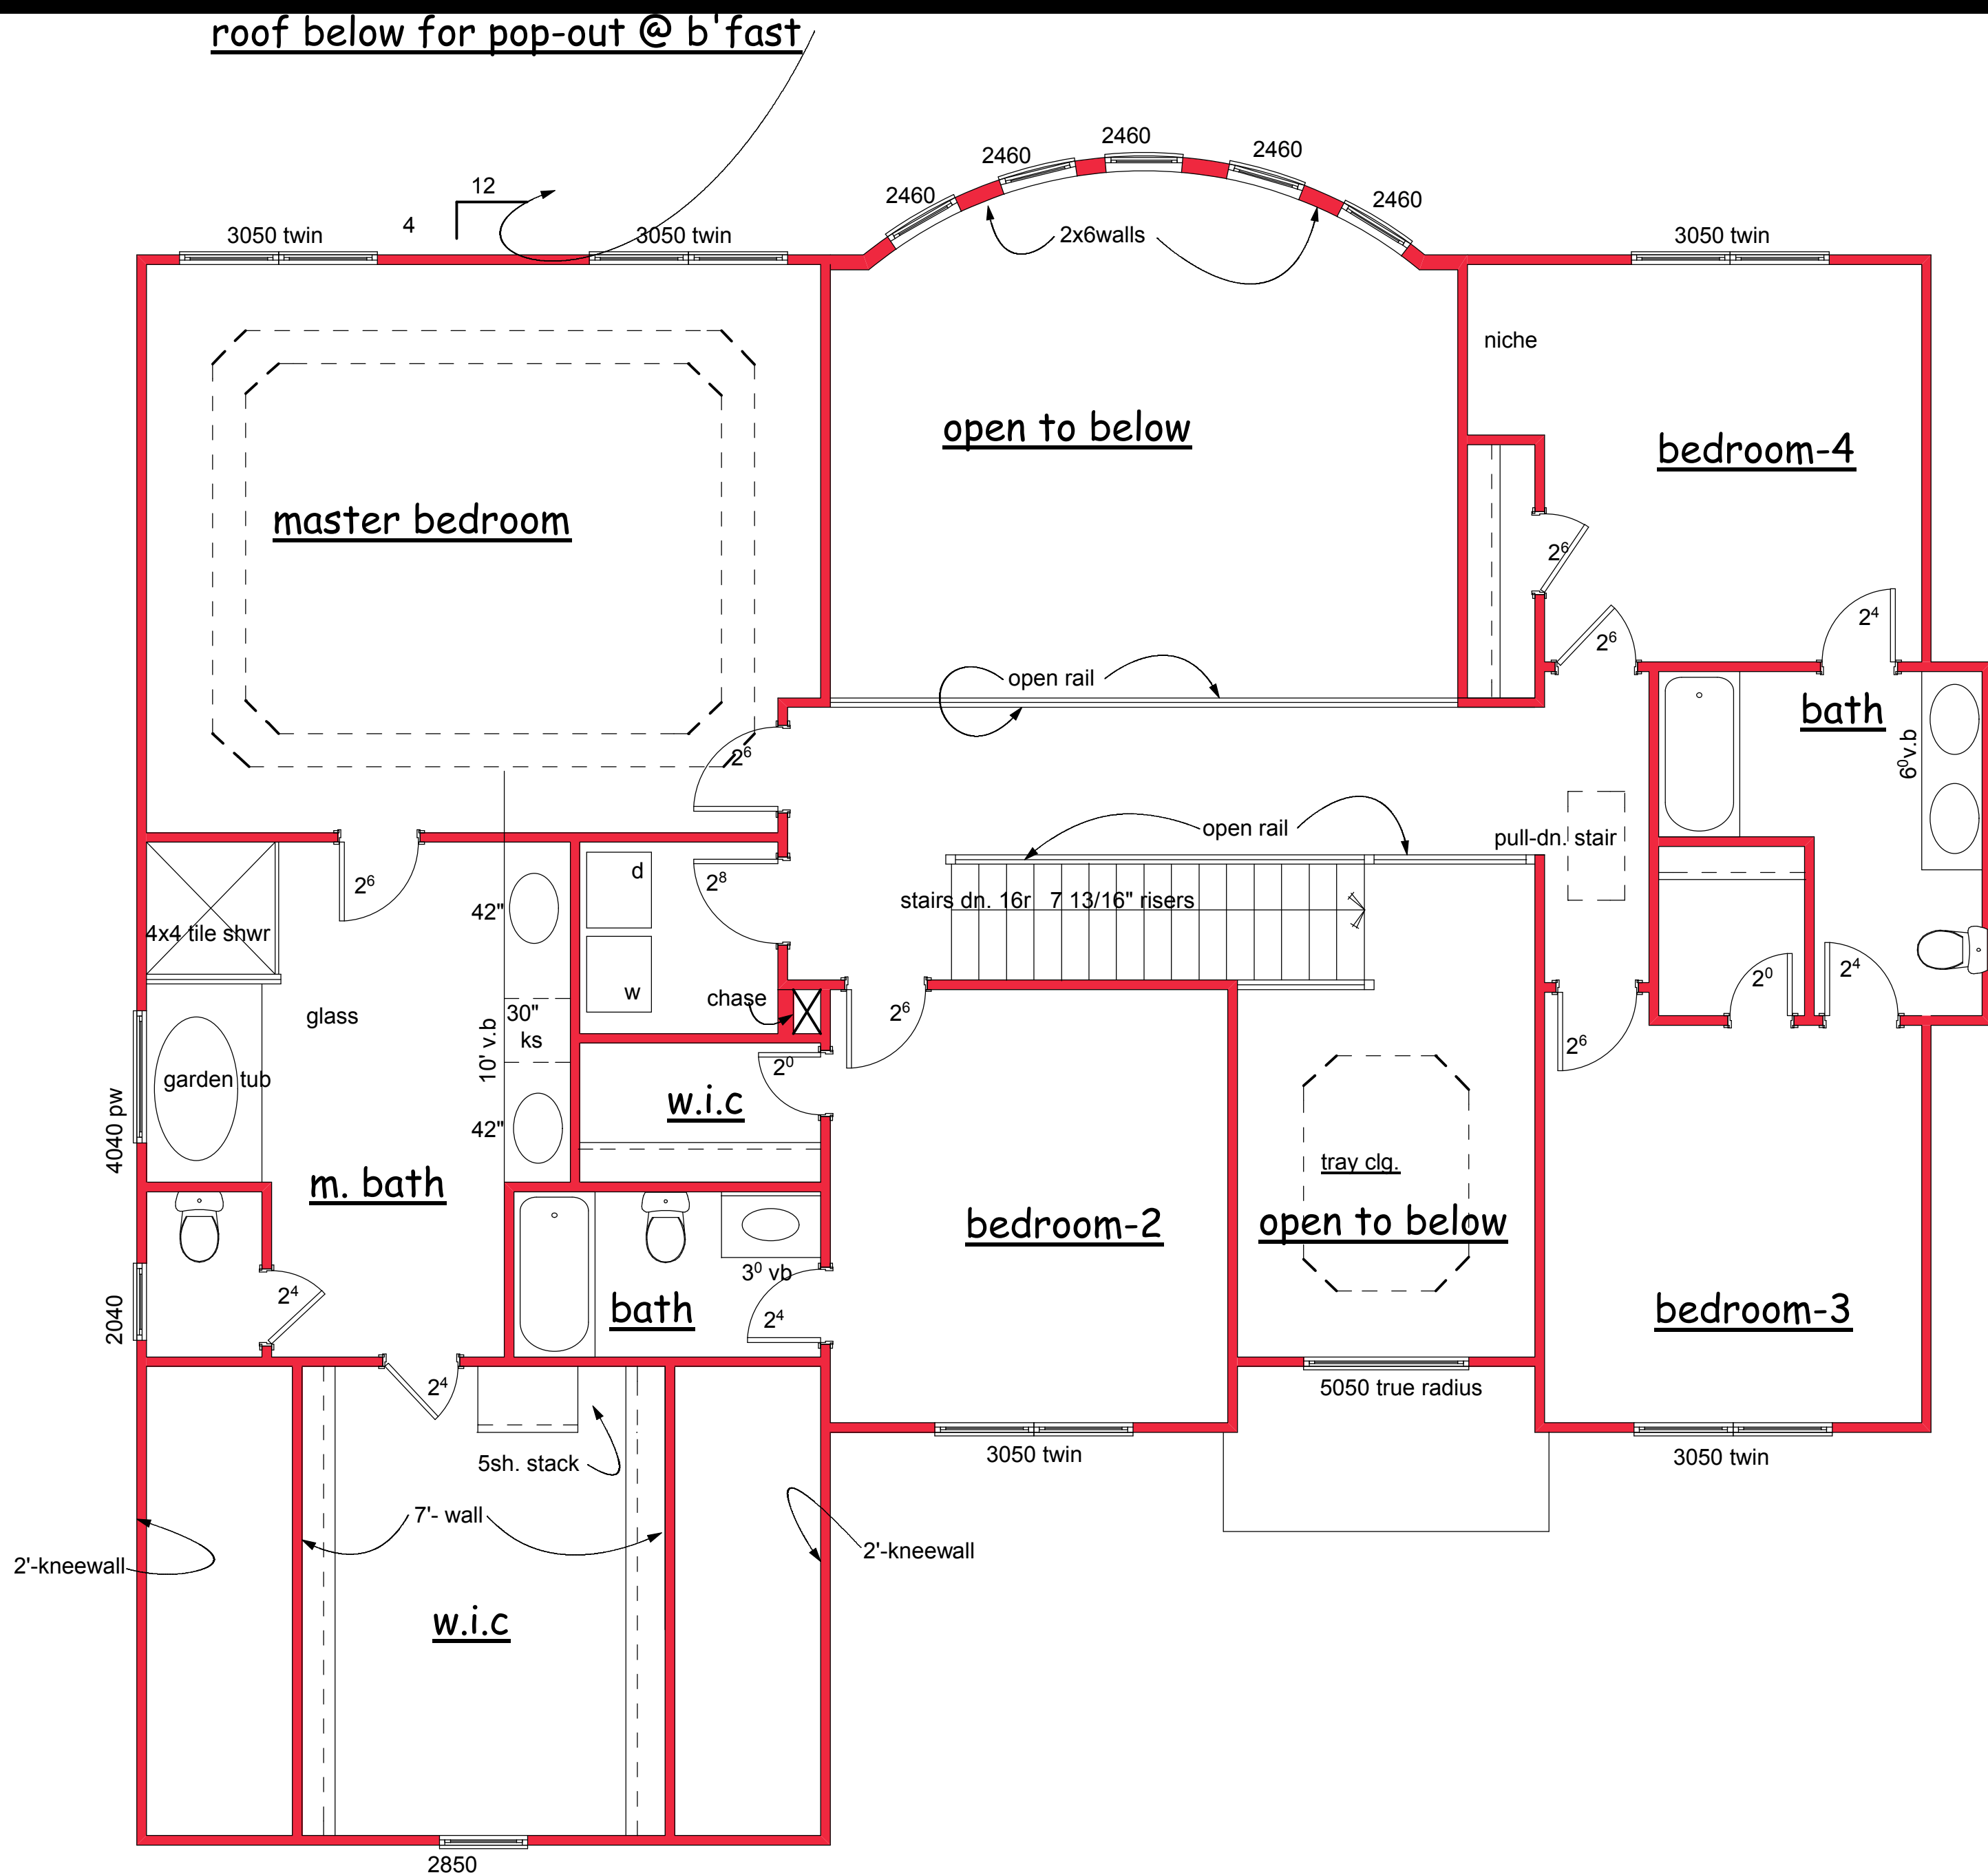 roof below for pop-out @ b'fast
12
4
3050 twin
3050 twin
2460
2460
2460
2460
2460
2x6walls
3050 twin
niche
open to below
bedroom-4
master bedroom
2⁶
2⁶
2⁴
open rail
bath
6⁰v.b
2⁶
open rail
pull-dn. stair
2⁶
42"
d
2⁸
stairs dn. 16r 7 13/16" risers
4x4 tile shwr
w
chase
2⁶
2⁰
2⁴
glass
30"
ks
10' v.b
2⁶
garden tub
2⁰
w.i.c
42"
4040 pw
m. bath
tray clg.
bedroom-2
open to below
3⁰ vb
2⁴
bath
2⁴
bedroom-3
2040
2⁴
5050 true radius
3050 twin
3050 twin
5sh. stack
7'- wall
2'-kneewall
2'-kneewall
w.i.c
2850